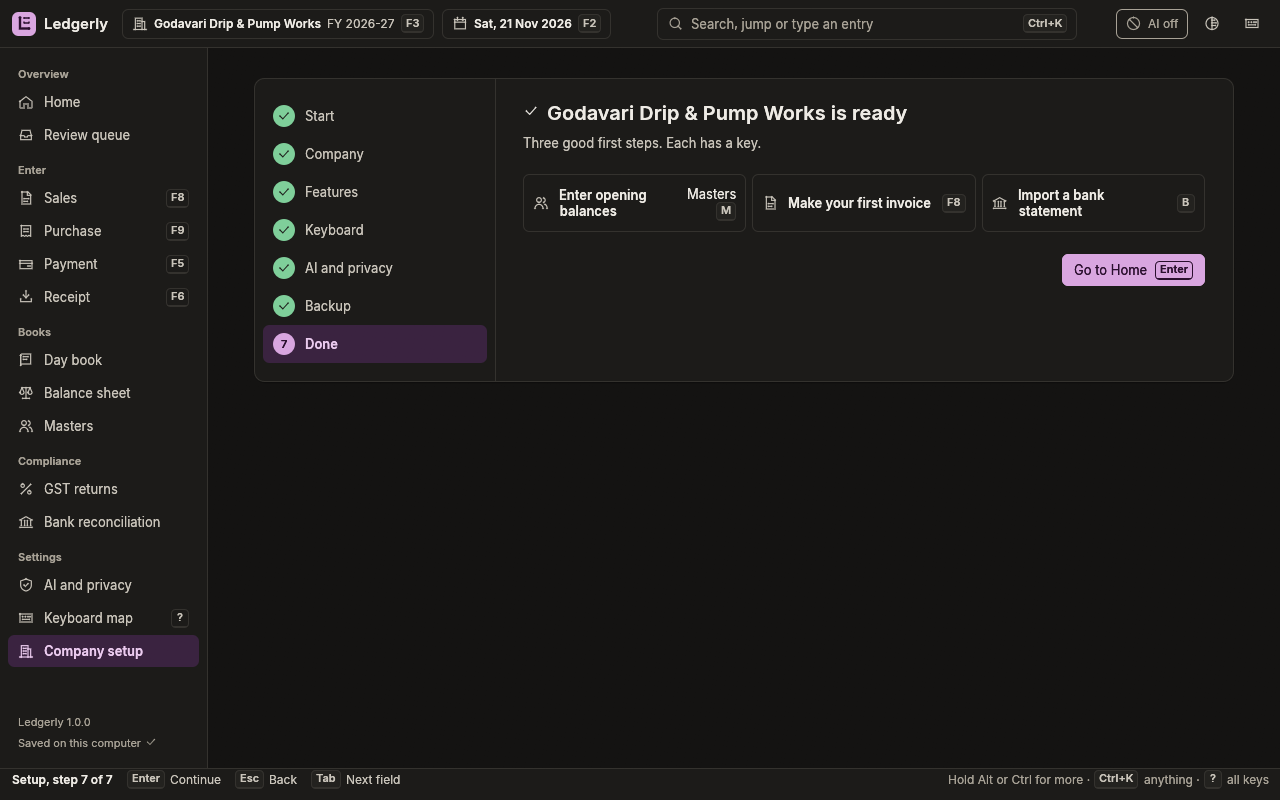 Ledgerly
Godavari Drip & Pump Works FY 2026-27 F3
Sat, 21 Nov 2026 F2
Search, jump or type an entry Ctrl+K
AI off
Overview
Home
Review queue
Enter
Sales F8
Purchase F9
Payment F5
Receipt F6
Books
Day book
Balance sheet
Masters
Compliance
GST returns
Bank reconciliation
Settings
AI and privacy
Keyboard map ?
Company setup
Ledgerly 1.0.0
Saved on this computer
Start
Company
Features
Keyboard
AI and privacy
Backup
7 Done
Godavari Drip & Pump Works is ready
Three good first steps. Each has a key.
Enter opening
balances
Masters
M
Make your first invoice F8
Import a bank
statement
B
Go to Home Enter
Setup, step 7 of 7 Enter Continue Esc Back Tab Next field
Hold Alt or Ctrl for more · Ctrl+K anything · ? all keys